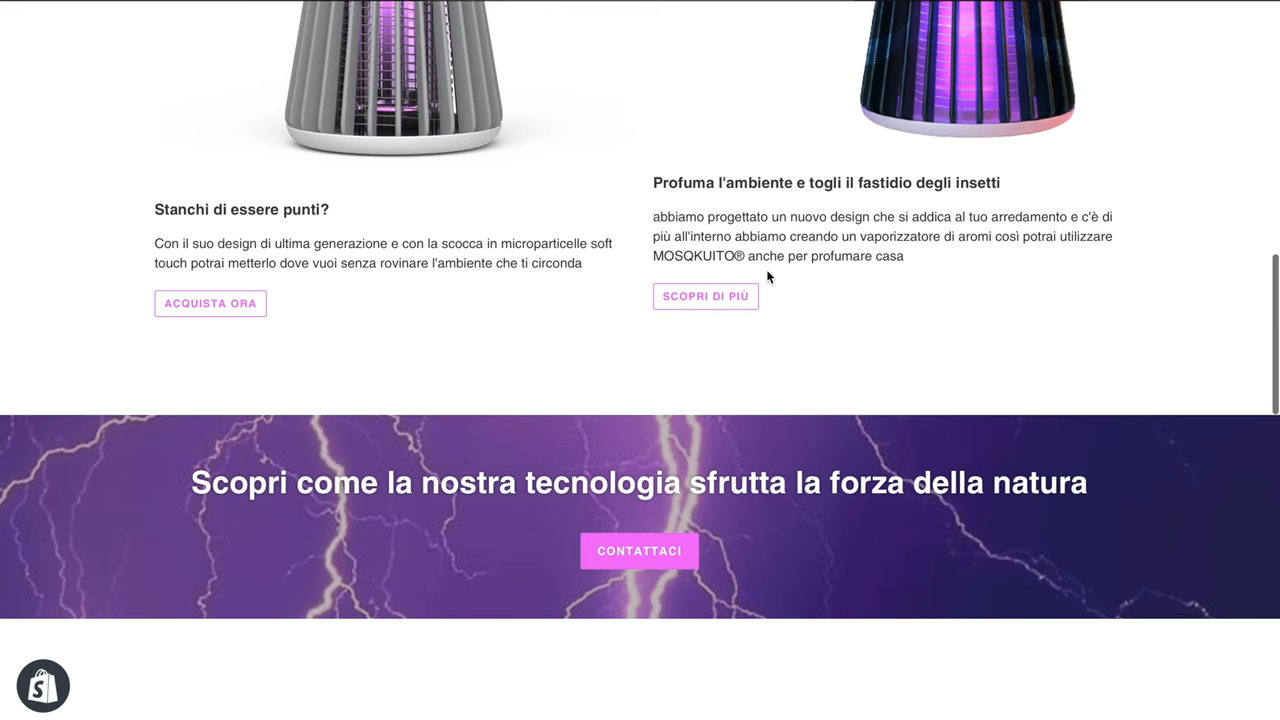 Stanchi di essere punti?
Con il suo design di ultima generazione e con la scocca in microparticelle soft
touch potrai metterlo dove vuoi senza rovinare l'ambiente che ti circonda
ACQUISTA ORA
Profuma l'ambiente e togli il fastidio degli insetti
abbiamo progettato un nuovo design che si addica al tuo arredamento e c'è di
più all'interno abbiamo creando un vaporizzatore di aromi così potrai utilizzare
MOSQKUITO® anche per profumare casa
SCOPRI DI PIÙ
Scopri come la nostra tecnologia sfrutta la forza della natura
CONTATTACI
S